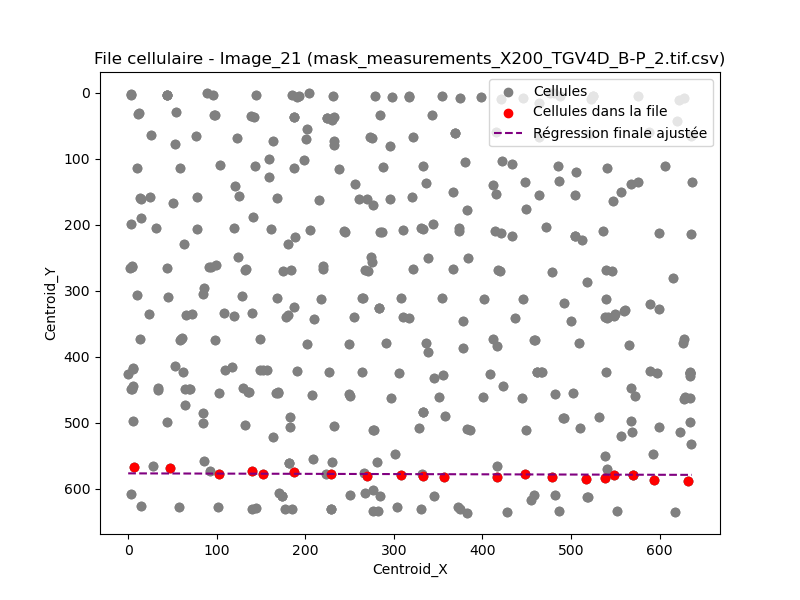 File cellulaire - Image_21 (mask_measurements_X200_TGV4D_B-P_2.tif.csv)
Cellules
Cellules dans la file
Régression finale ajustée
Centroid_Y
0
100
200
300
400
500
600
0 100 200 300 400 500 600
Centroid_X